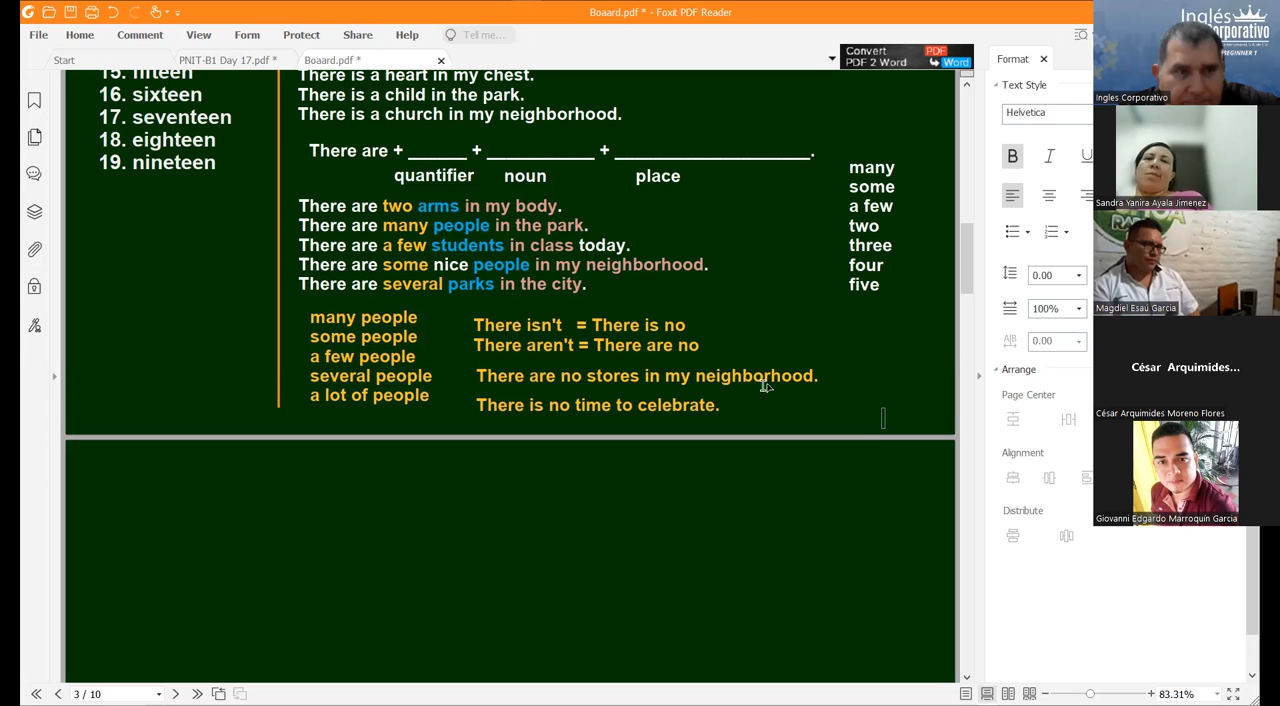 Boaard.pdf * - Foxit PDF Reader
File Home Comment View Form Protect Share Help Tell me...
Start PNIT-B1 Day 17.pdf * Boaard.pdf *
Convert PDF
PDF 2 Word Word
15. fifteen
16. sixteen
17. seventeen
18. eighteen
19. nineteen
There is a heart in my chest.
There is a child in the park.
There is a church in my neighborhood.
There are + ______ + ___________ + ____________________.
quantifier noun place
There are two arms in my body.
There are many people in the park.
There are a few students in class today.
There are some nice people in my neighborhood.
There are several parks in the city.
many
some
a few
two
three
four
five
many people
some people
a few people
several people
a lot of people
There isn't = There is no
There aren't = There are no
There are no stores in my neighborhood.
There is no time to celebrate.
Format
Text Style
Helvetica
B I U
0.00
100%
0.00
Arrange
Page Center
Alignment
Distribute
Inglés
Corporativo
Ingles Corporativo
Sandra Yanira Ayala Jimenez
Magdiel Esaú Garcia
César Arquimides...
César Arquimides Moreno Flores
Giovanni Edgardo Marroquín Garcia
3 / 10
83.31%